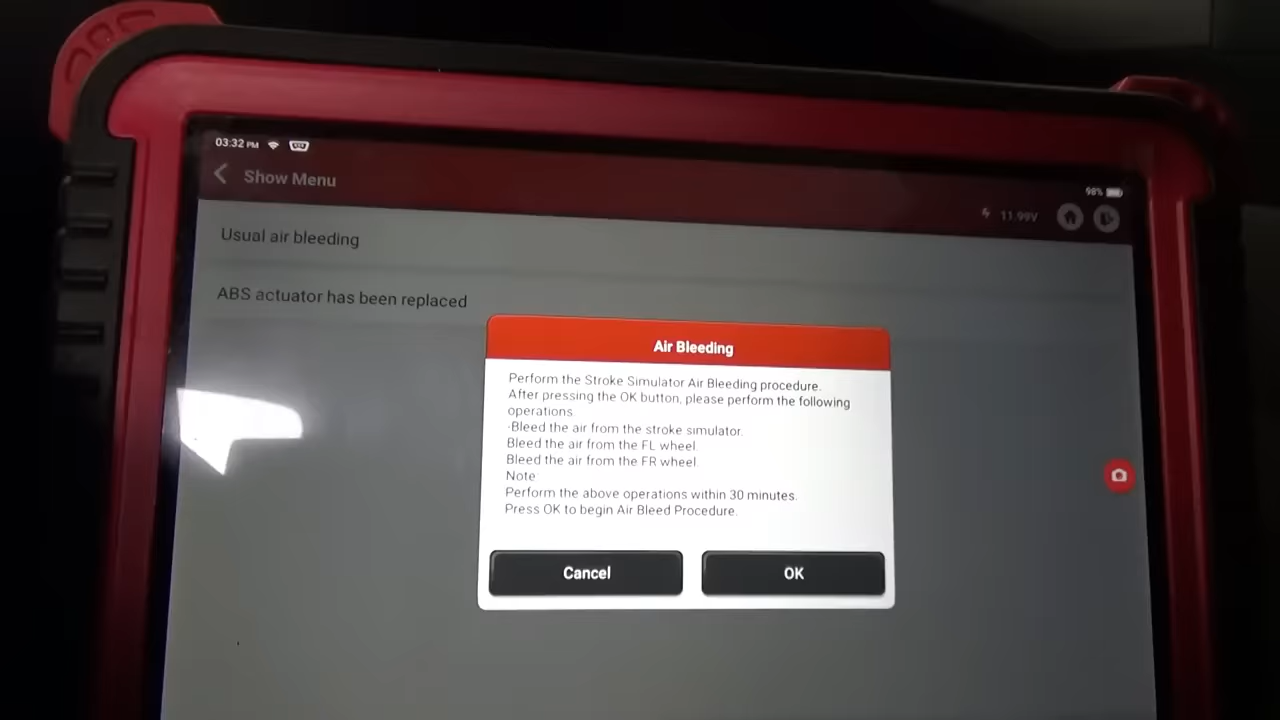 03:32 PM
98%
Show Menu
11.99V
Usual air bleeding
ABS actuator has been replaced
Air Bleeding
Perform the Stroke Simulator Air Bleeding procedure.
After pressing the OK button, please perform the following
operations.
-Bleed the air from the stroke simulator.
Bleed the air from the FL wheel.
Bleed the air from the FR wheel.
Note
Perform the above operations within 30 minutes.
Press OK to begin Air Bleed Procedure.
Cancel
OK